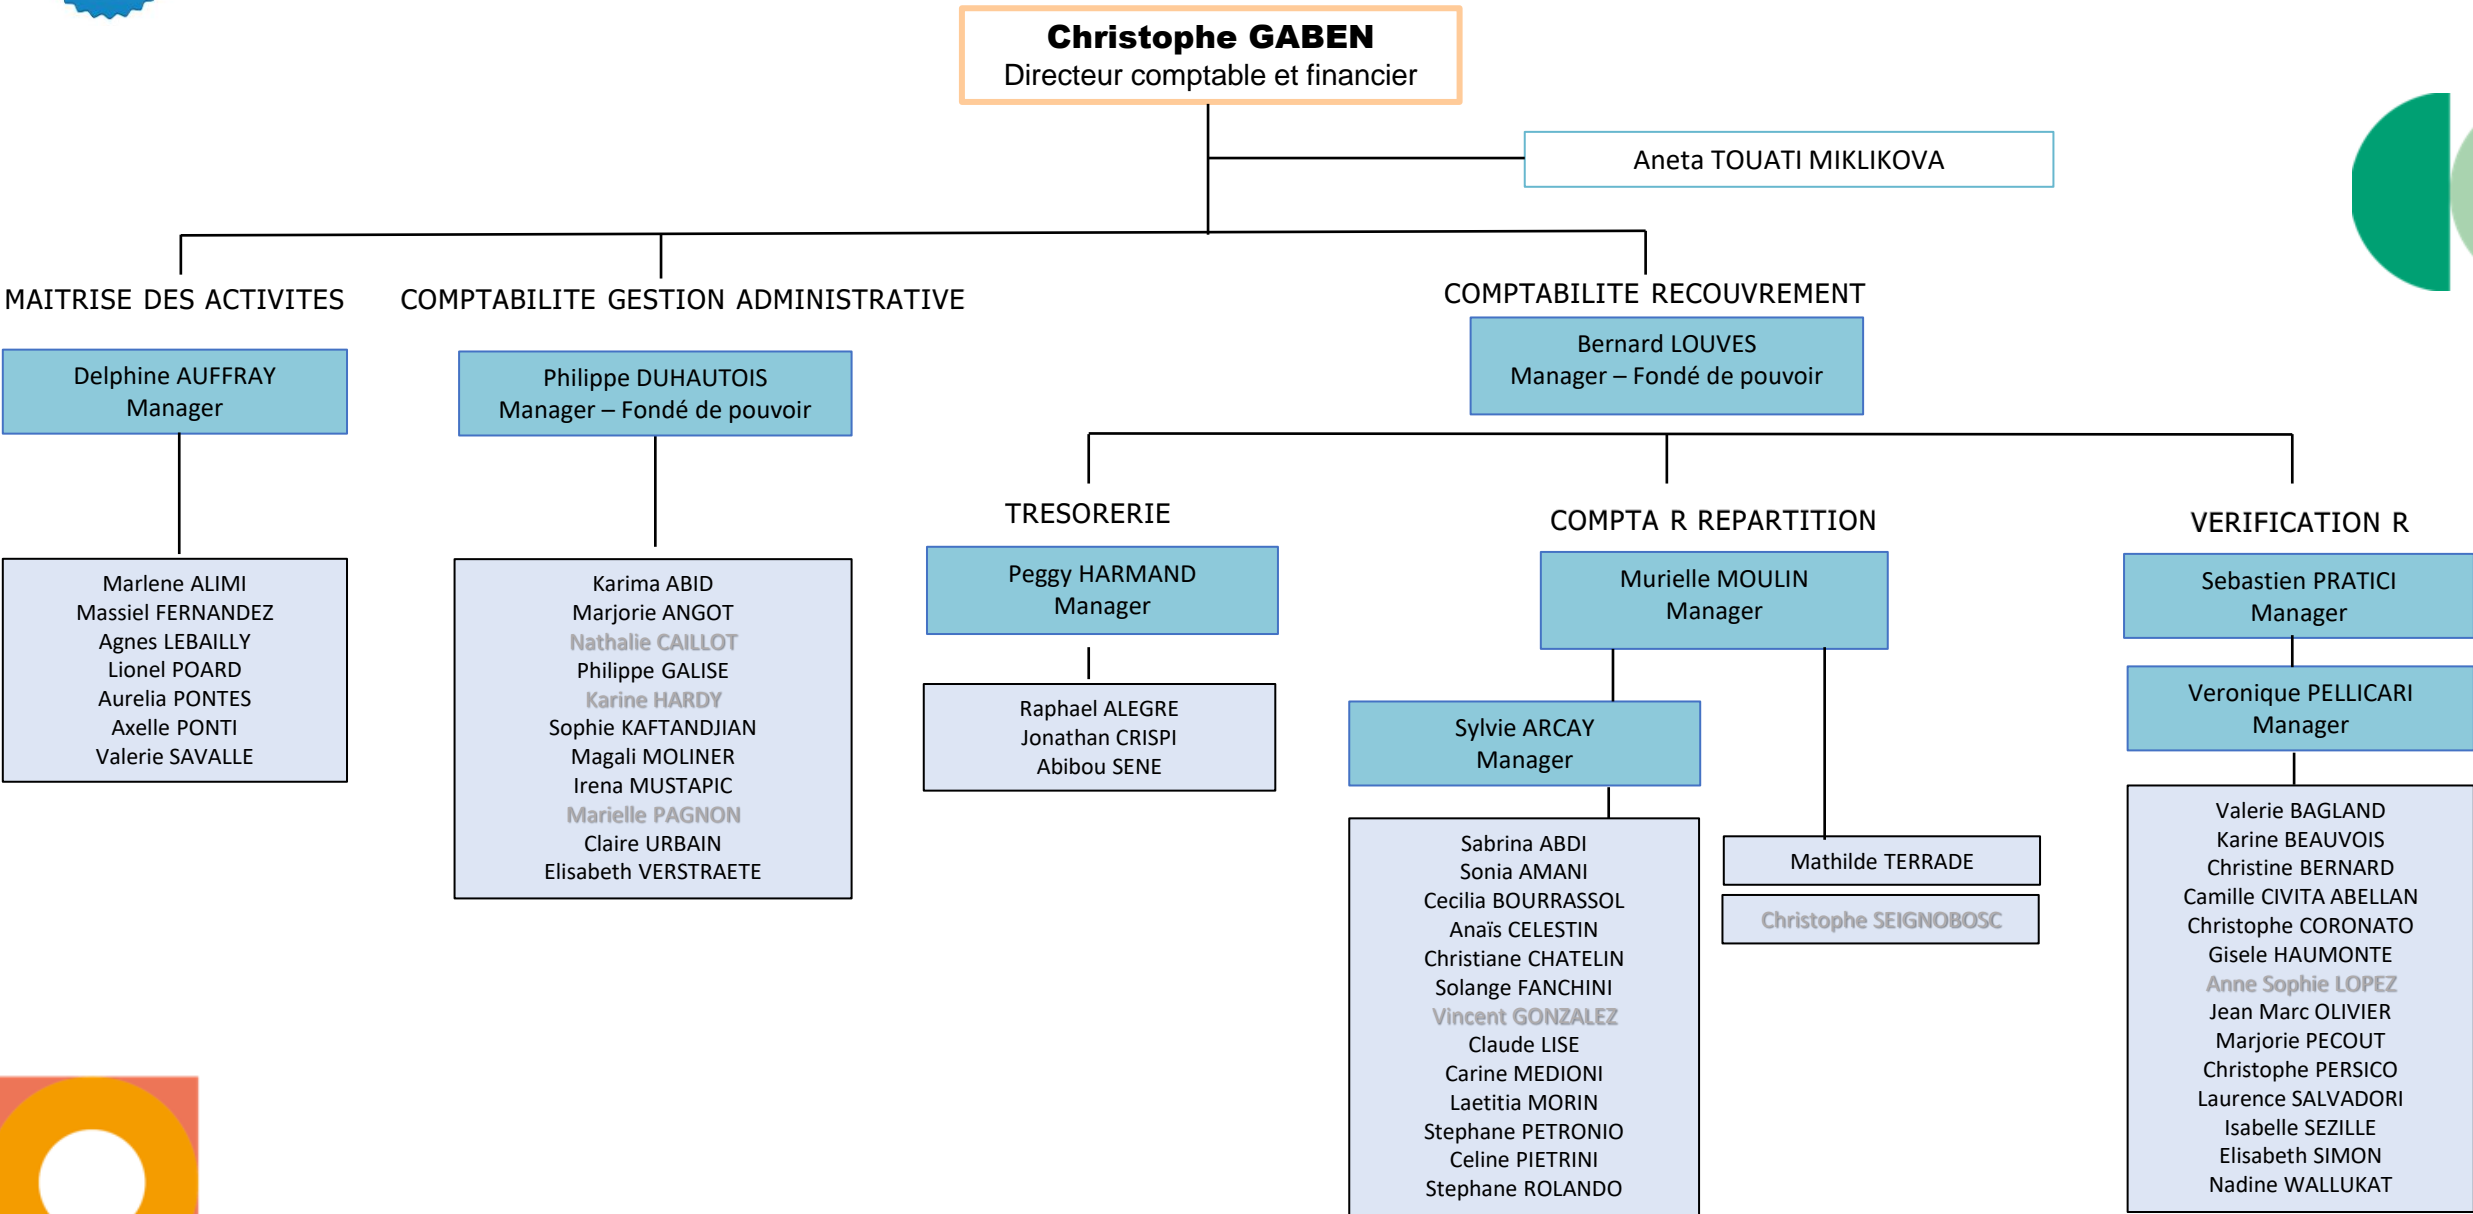 Christophe GABEN
Directeur comptable et financier
Aneta TOUATI MIKLIKOVA
MAITRISE DES ACTIVITES
Delphine AUFFRAY
Manager
Marlene ALIMI
Massiel FERNANDEZ
Agnes LEBAILLY
Lionel POARD
Aurelia PONTES
Axelle PONTI
Valerie SAVALLE
COMPTABILITE GESTION ADMINISTRATIVE
Philippe DUHAUTOIS
Manager – Fondé de pouvoir
Karima ABID
Marjorie ANGOT
Nathalie CAILLOT
Philippe GALISE
Karine HARDY
Sophie KAFTANDJIAN
Magali MOLINER
Irena MUSTAPIC
Marielle PAGNON
Claire URBAIN
Elisabeth VERSTRAETE
COMPTABILITE RECOUVREMENT
Bernard LOUVES
Manager – Fondé de pouvoir
TRESORERIE
Peggy HARMAND
Manager
Raphael ALEGRE
Jonathan CRISPI
Abibou SENE
COMPTA R REPARTITION
Murielle MOULIN
Manager
Sylvie ARCAY
Manager
Sabrina ABDI
Sonia AMANI
Cecilia BOURRASSOL
Anaïs CELESTIN
Christiane CHATELIN
Solange FANCHINI
Vincent GONZALEZ
Claude LISE
Carine MEDIONI
Laetitia MORIN
Stephane PETRONIO
Celine PIETRINI
Stephane ROLANDO
Mathilde TERRADE
Christophe SEIGNOBOSC
VERIFICATION R
Sebastien PRATICI
Manager
Veronique PELLICARI
Manager
Valerie BAGLAND
Karine BEAUVOIS
Christine BERNARD
Camille CIVITA ABELLAN
Christophe CORONATO
Gisele HAUMONTE
Anne Sophie LOPEZ
Jean Marc OLIVIER
Marjorie PECOUT
Christophe PERSICO
Laurence SALVADORI
Isabelle SEZILLE
Elisabeth SIMON
Nadine WALLUKAT